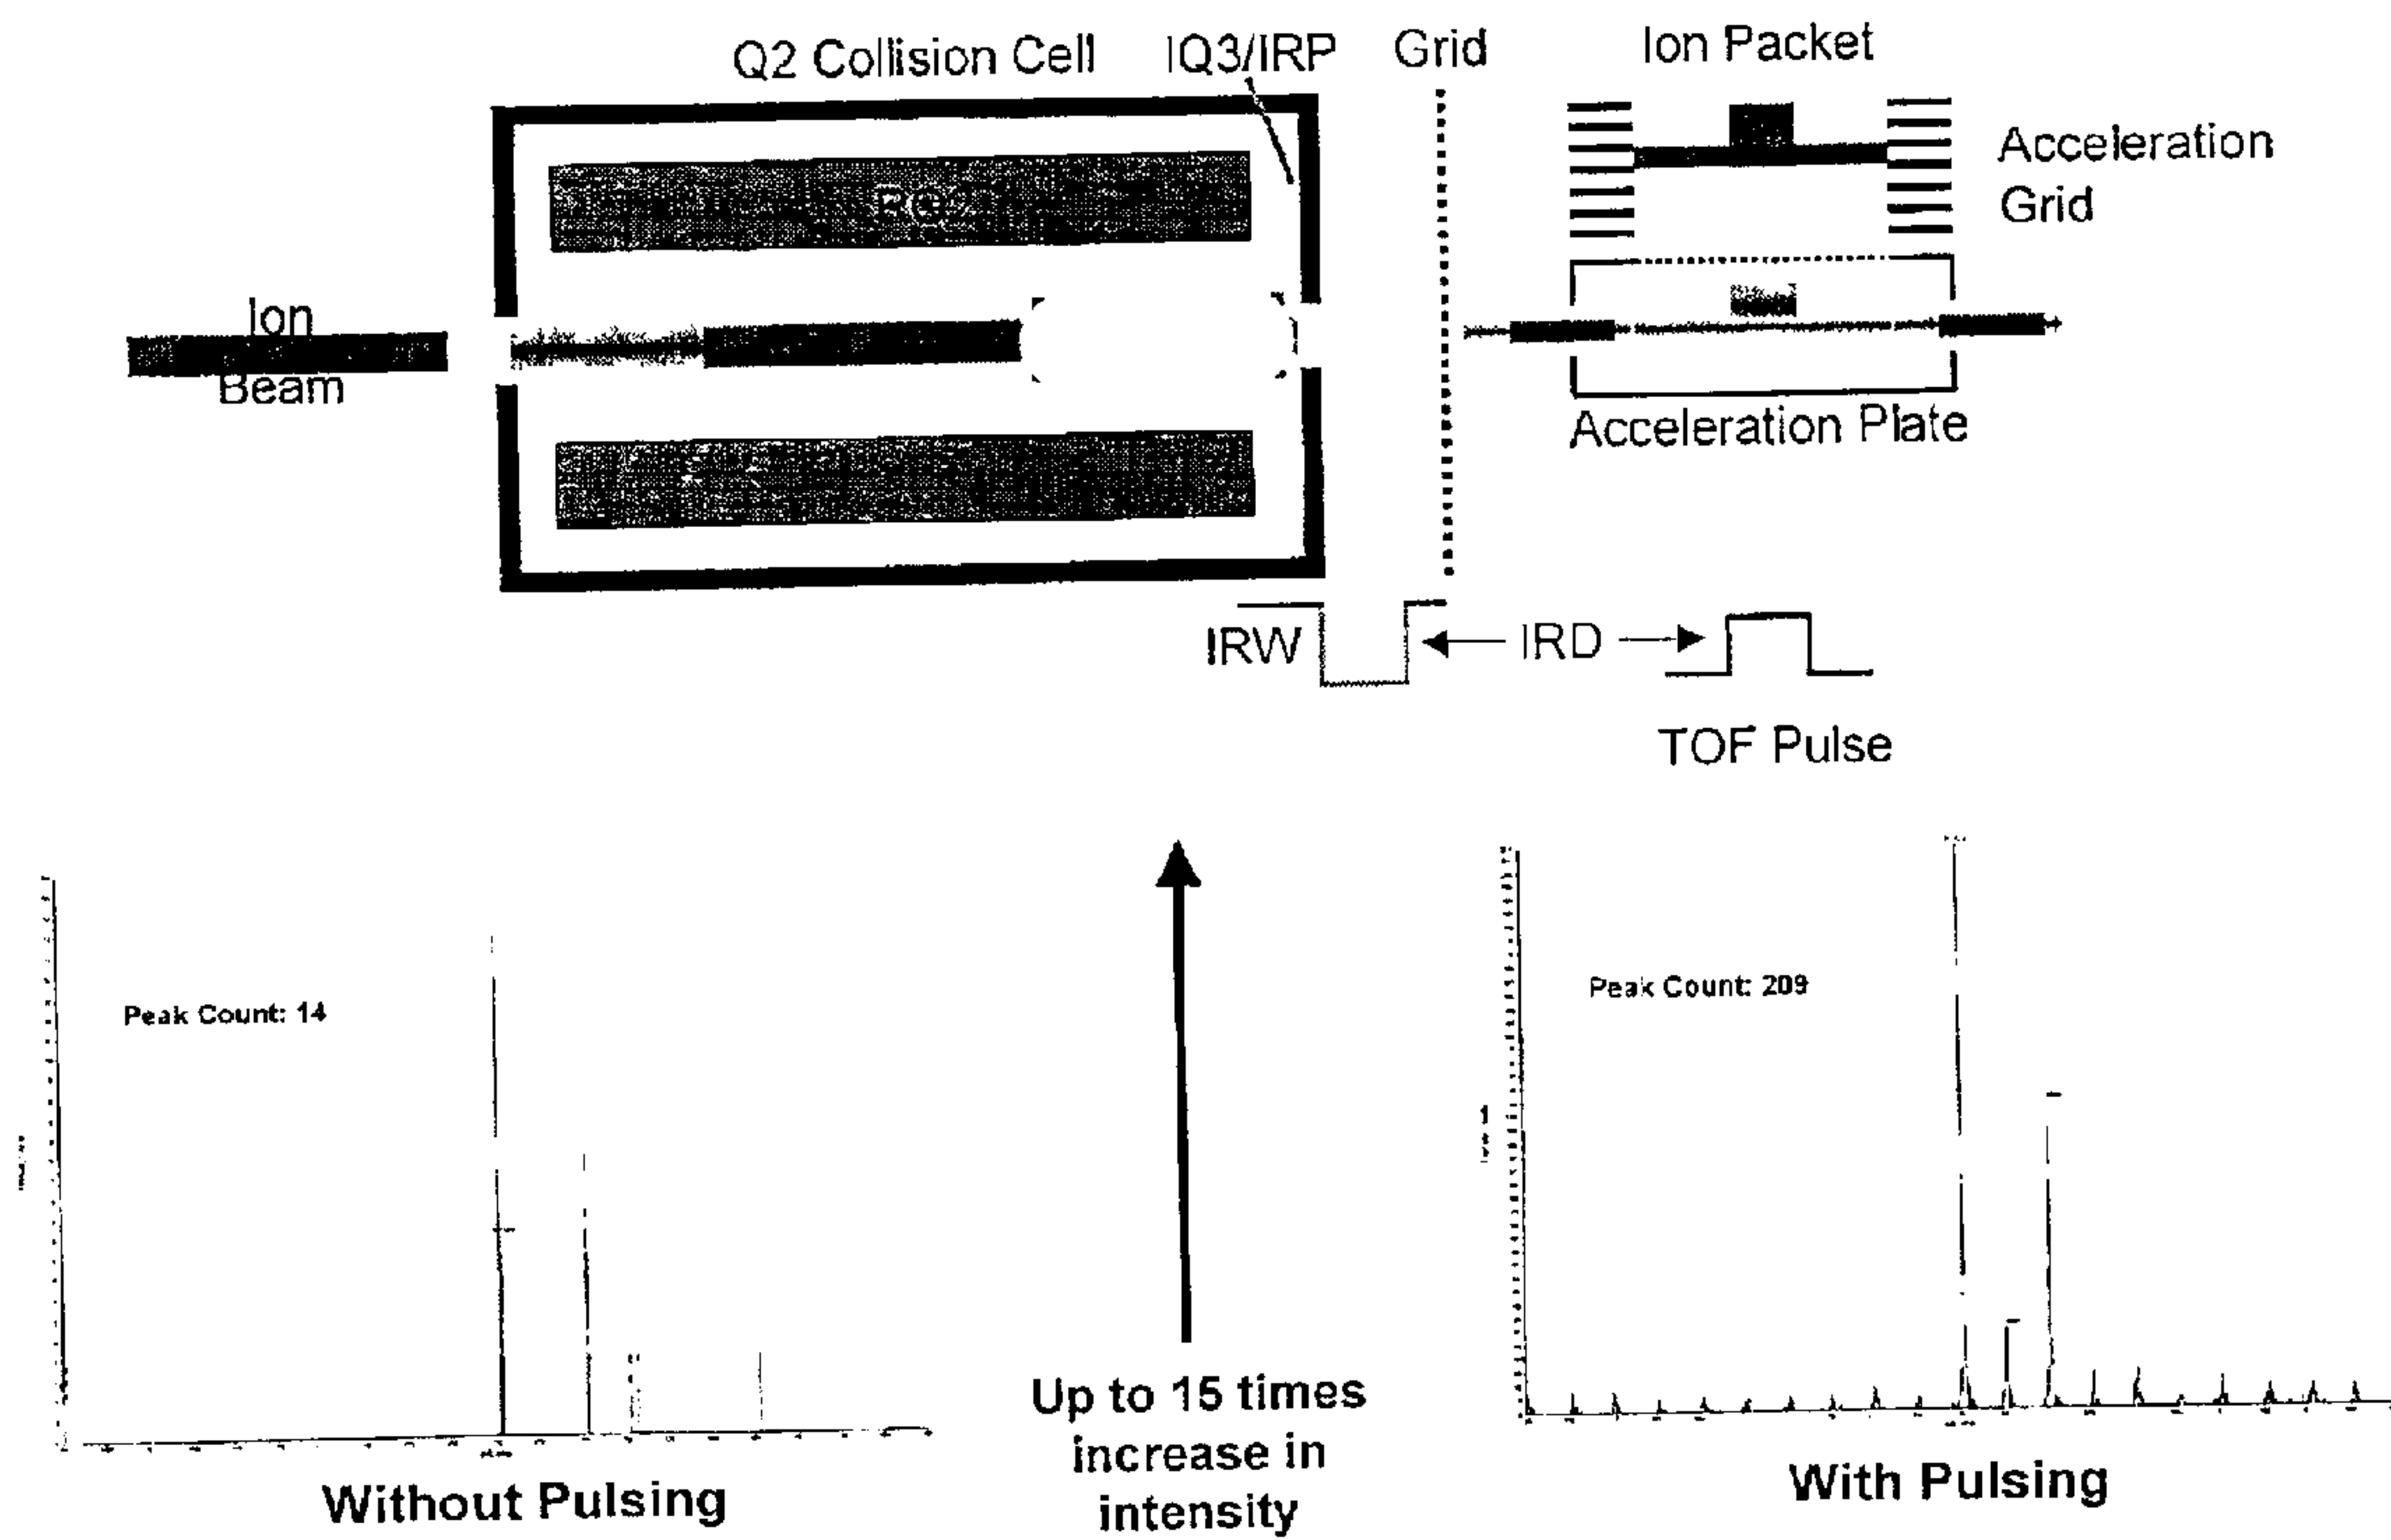 Q2 Collision Cell
IQ3/IRP
Grid
Ion Packet
Acceleration
Grid
Ion
Beam
Acceleration Plate
IRW
IRD
TOF Pulse
Peak Count: 14
Peak Count: 209
Up to 15 times
increase in
intensity
Without Pulsing
With Pulsing